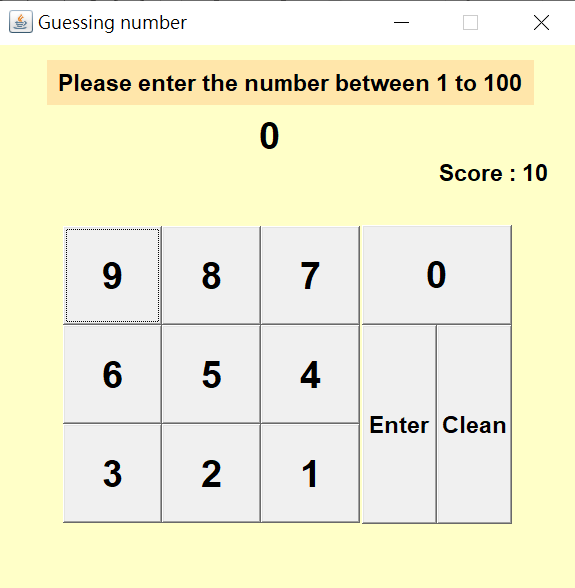 Guessing number
Please enter the number between 1 to 100
0
Score : 10
9 8 7 0
6 5 4
Enter Clean
3 2 1